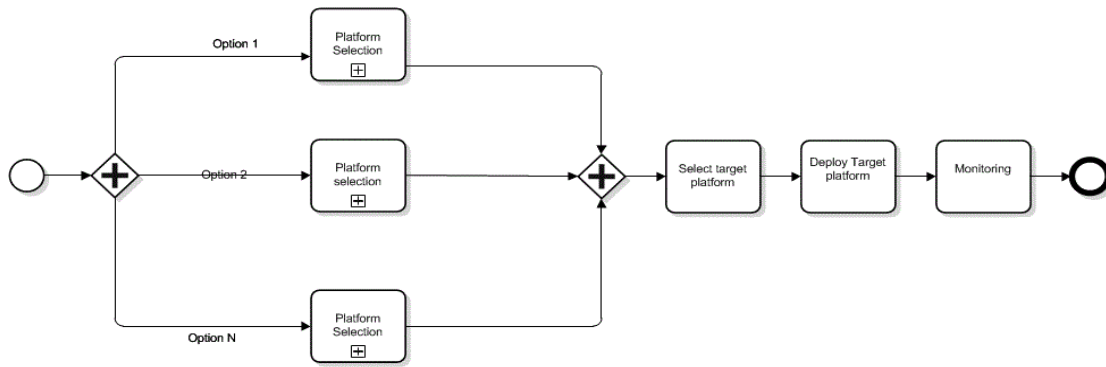 Option 1
Platform
Selection
Option 2
Platform
selection
Select target
platform
Deploy Target
platform
Monitoring
Option N
Platform
Selection